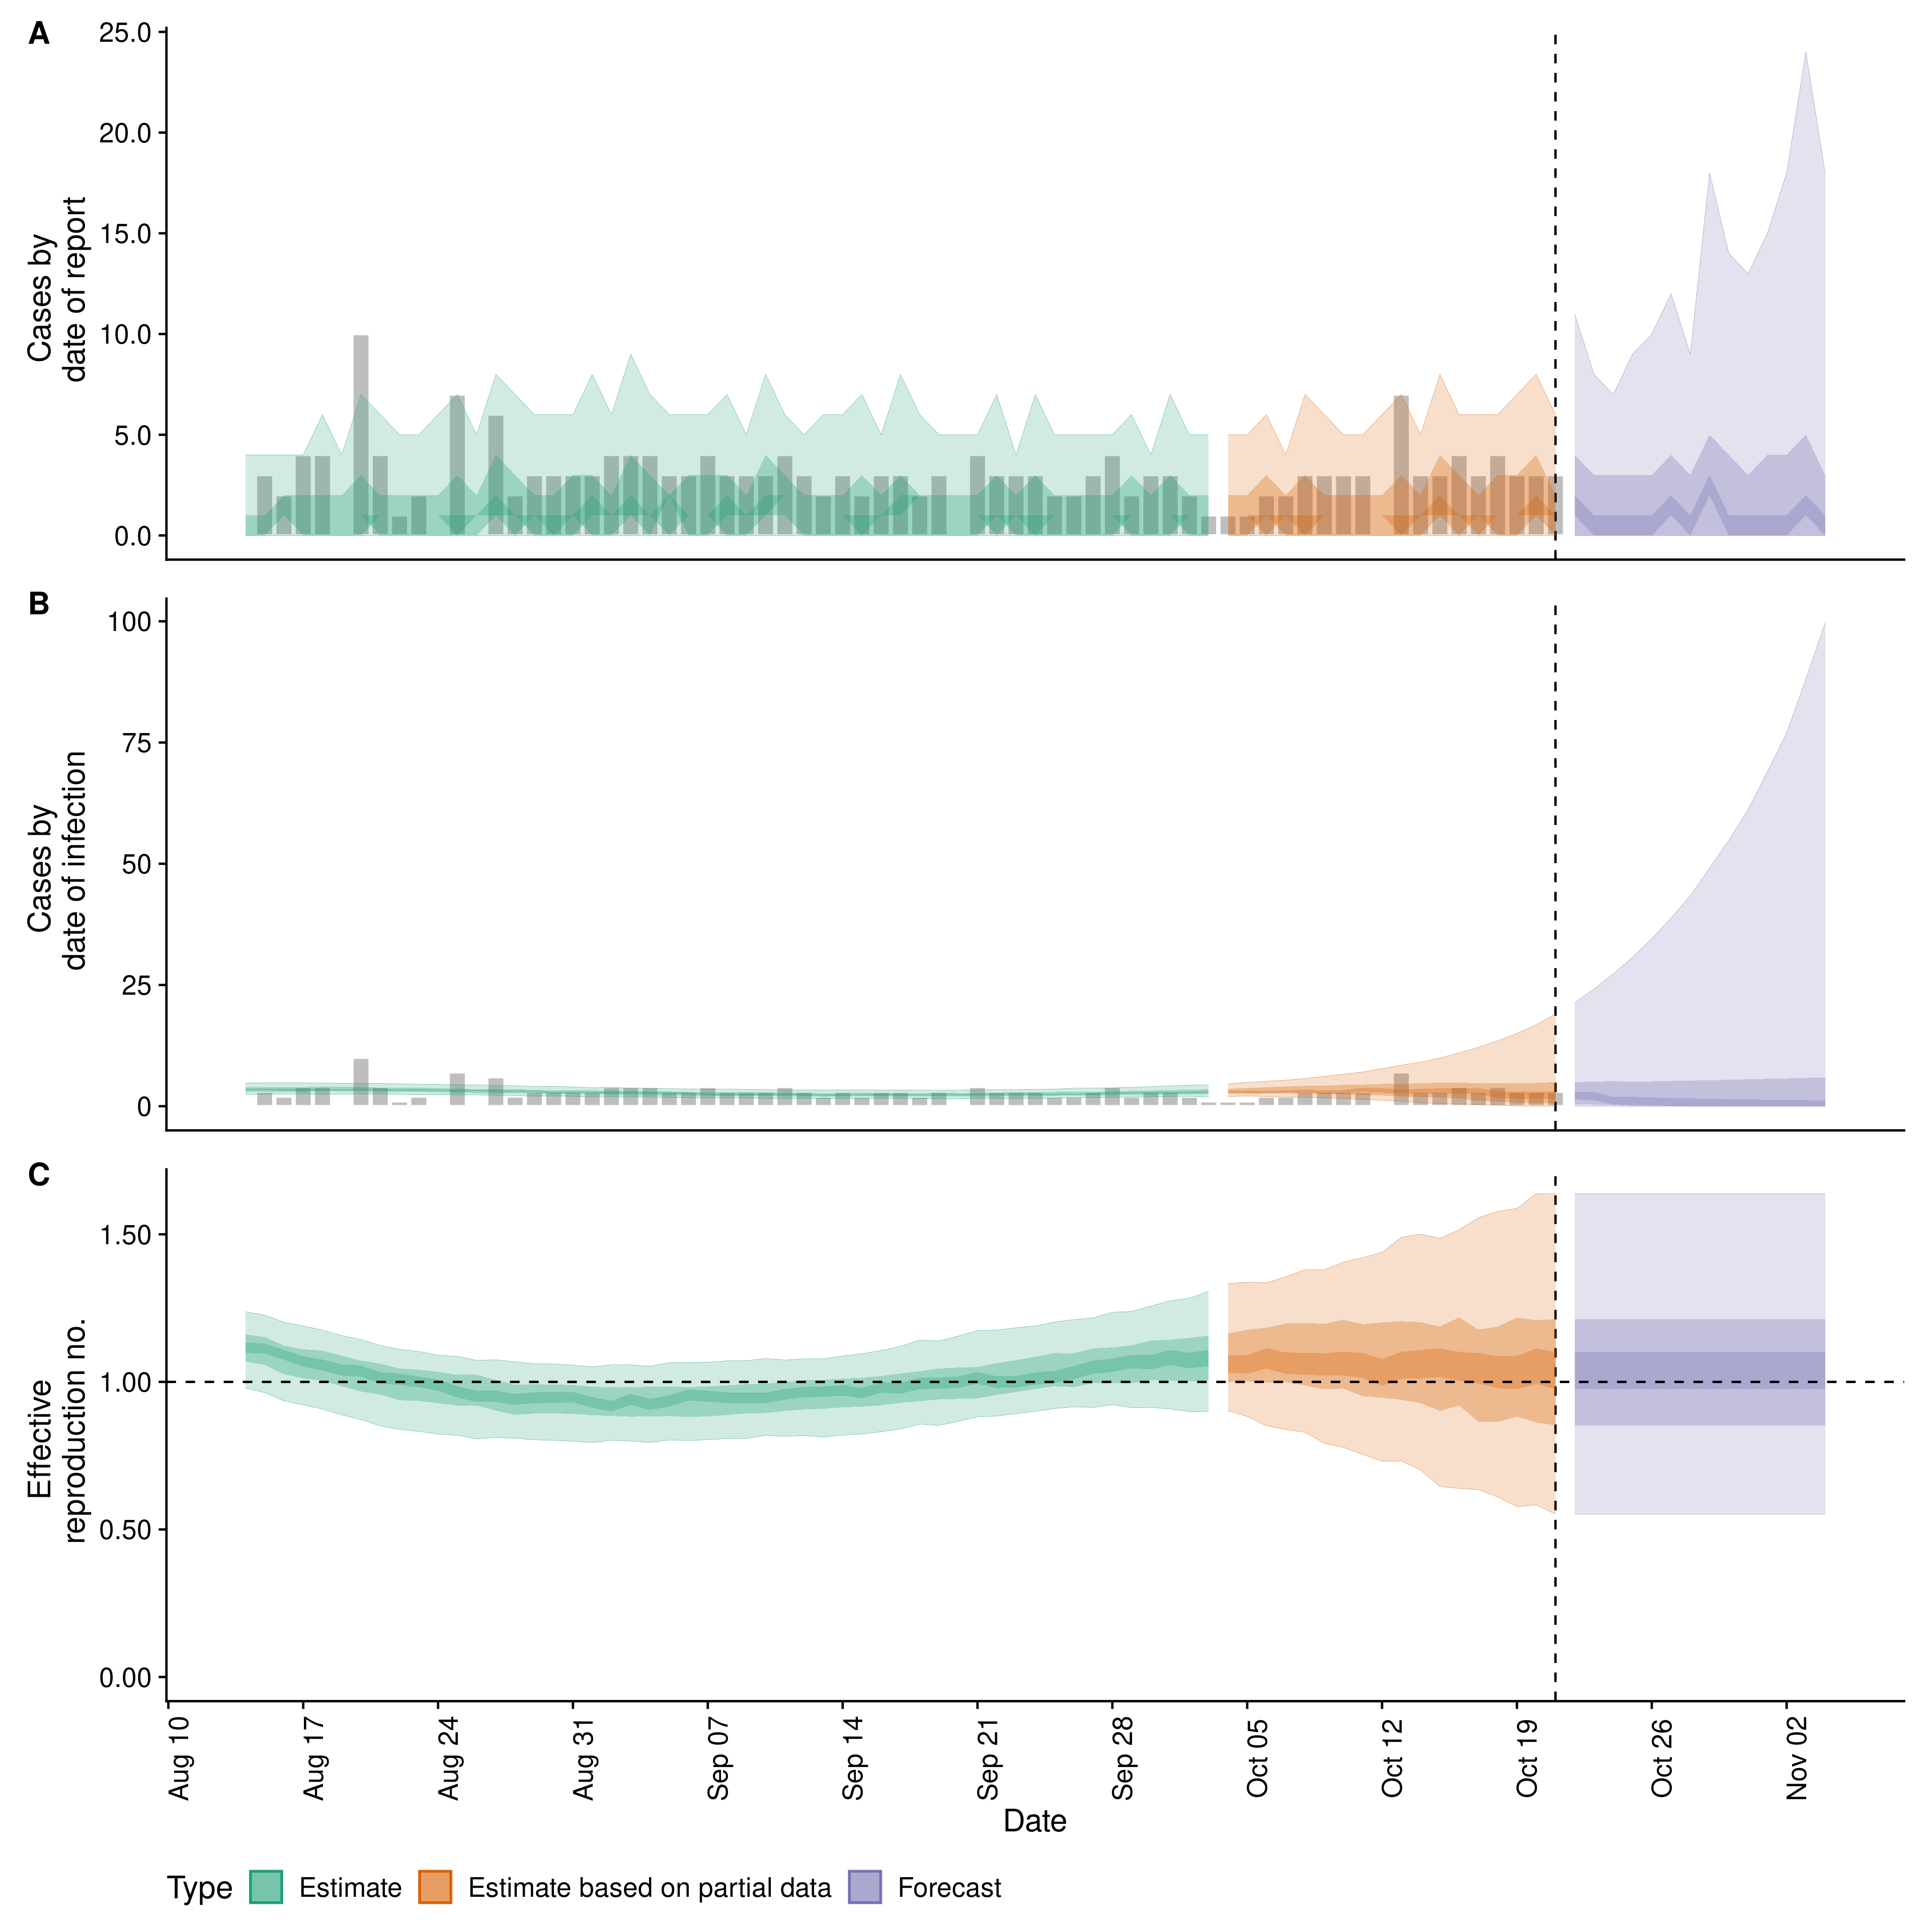 A
25.0
20.0
15.0
10.0
5.0
0.0
Cases by
date of report
B
100
75
50
25
0
Cases by
date of infection
C
1.50
1.00
0.50
0.00
Effective
reproduction no.
Aug 10
Aug 17
Aug 24
Aug 31
Sep 07
Sep 14
Sep 21
Sep 28
Oct 05
Oct 12
Oct 19
Oct 26
Nov 02
Date
Type Estimate Estimate based on partial data Forecast